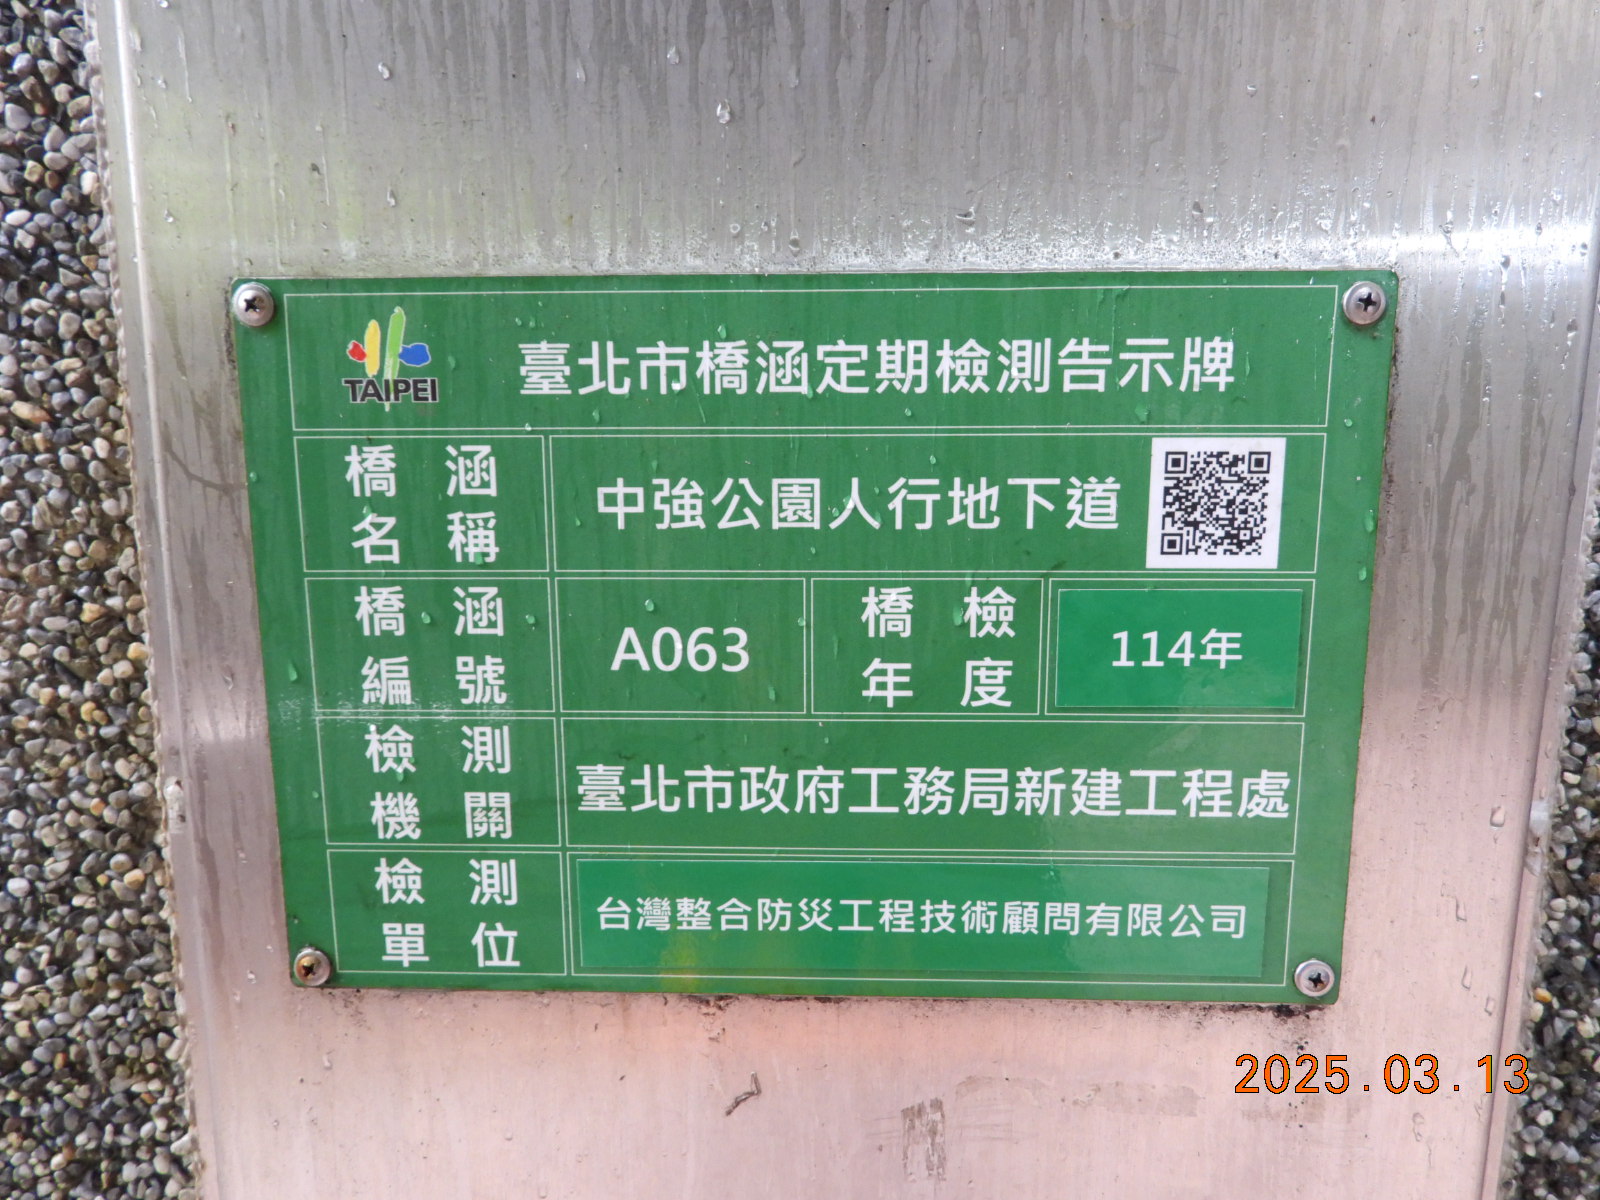 TAIPEI
臺北市橋涵定期檢測告示牌
橋涵
名稱
中強公園人行地下道
橋涵
編號
A063
橋檢
年度
114年
檢測
機關
臺北市政府工務局新建工程處
檢測
單位
台灣整合防災工程技術顧問有限公司
2025.03.13